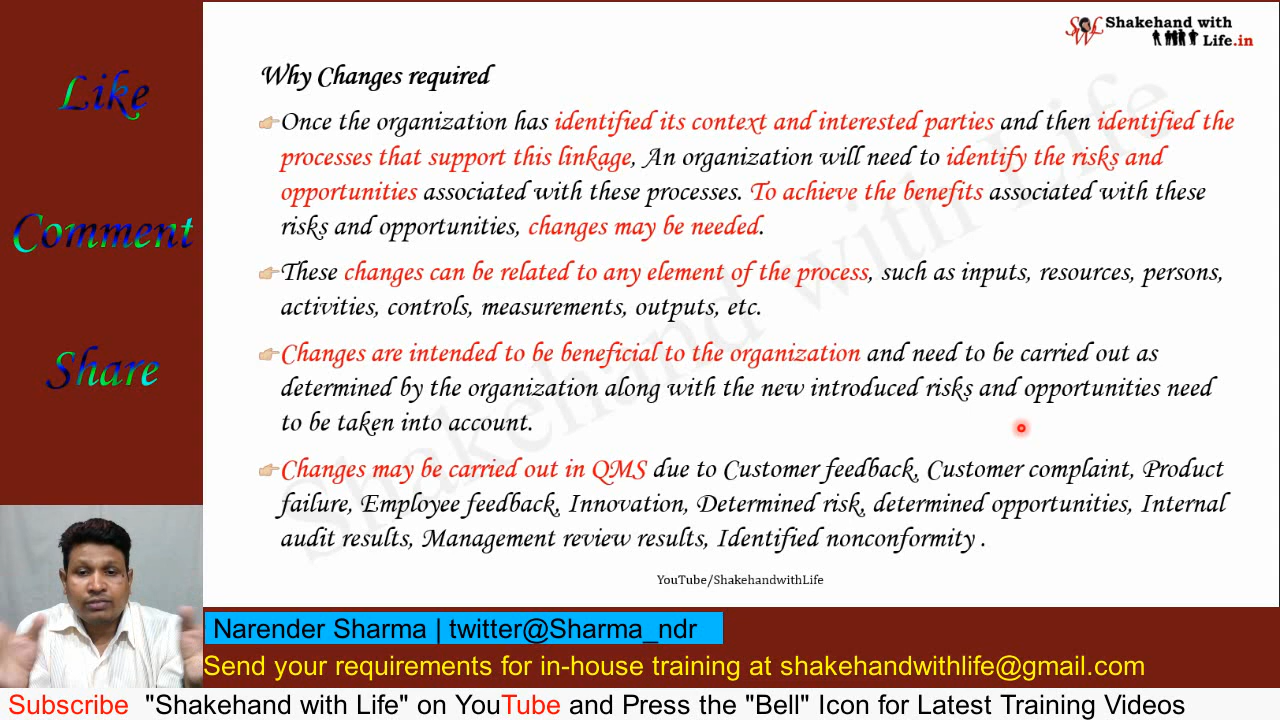 Shakehand with
Life.in
Like
Comment
Share
Why Changes required
Once the organization has identified its context and interested parties and then identified the
processes that support this linkage, An organization will need to identify the risks and
opportunities associated with these processes. To achieve the benefits associated with these
risks and opportunities, changes may be needed.
These changes can be related to any element of the process, such as inputs, resources, persons,
activities, controls, measurements, outputs, etc.
Changes are intended to be beneficial to the organization and need to be carried out as
determined by the organization along with the new introduced risks and opportunities need
to be taken into account.
Changes may be carried out in QMS due to Customer feedback, Customer complaint, Product
failure, Employee feedback, Innovation, Determined risk, determined opportunities, Internal
audit results, Management review results, Identified nonconformity .
Shakehand with Life
YouTube/ShakehandwithLife
Narender Sharma | twitter@Sharma_ndr
Send your requirements for in-house training at shakehandwithlife@gmail.com
Subscribe "Shakehand with Life" on YouTube and Press the "Bell" Icon for Latest Training Videos